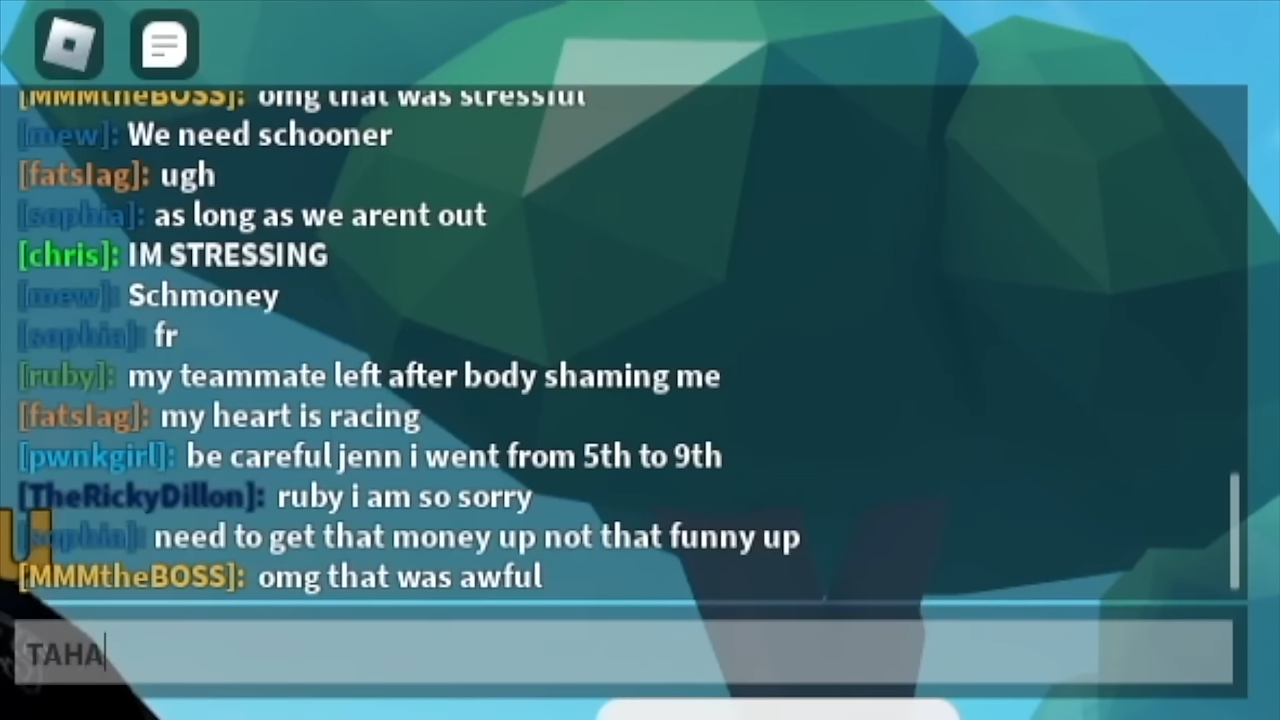 [MMMtheBOSS]: omg that was stressful
[mew]: We need schooner
[fatslag]: ugh
[sophia]: as long as we arent out
[chris]: IM STRESSING
[mew]: Schmoney
[sophia]: fr
[ruby]: my teammate left after body shaming me
[fatslag]: my heart is racing
[pwnkgirl]: be careful jenn i went from 5th to 9th
[TheRickyDillon]: ruby i am so sorry
[sophia]: need to get that money up not that funny up
[MMMtheBOSS]: omg that was awful
TAHA